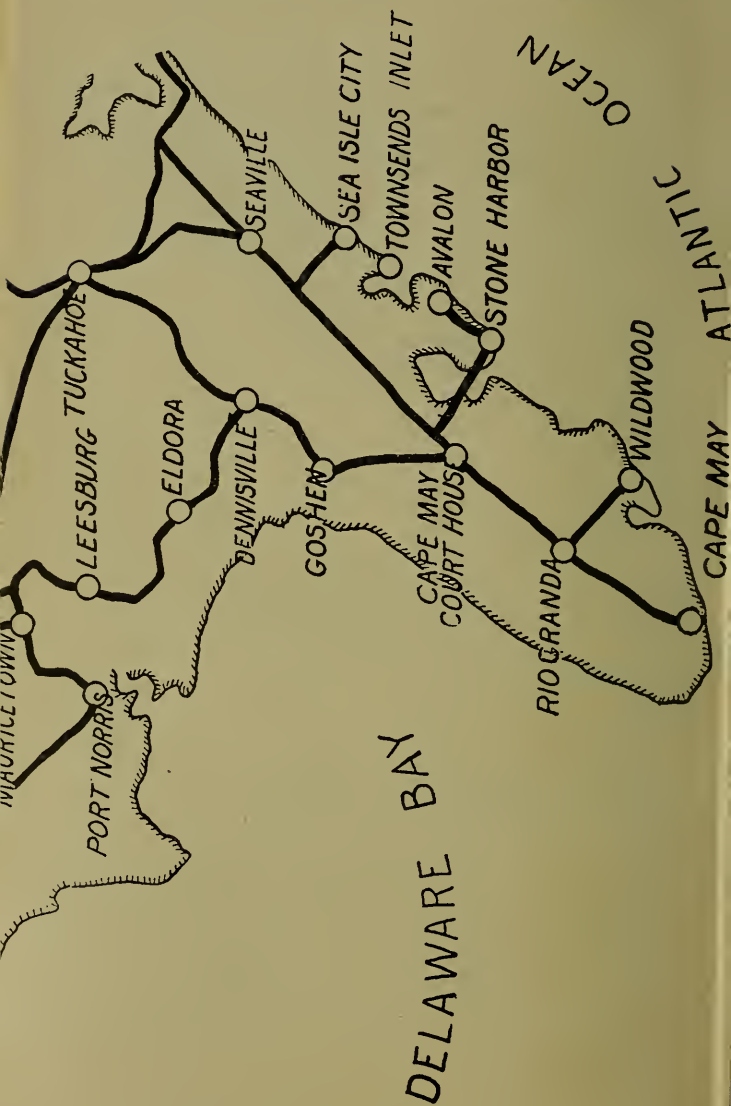 OCEAN
ATLANTIC
SEAVILLE
SEA ISLE CITY
TOWNSENDS INLET
AVALON
STONE HARBOR
TUCKAHOE
LEESBURG
ELDORA
DENNISVILLE
GOSHEN
CAPE MAY
COURT HOUSE
WILDWOOD
RIO GRANDA
CAPE MAY
MAURICETOWN
PORT NORRIS
DELAWARE BAY